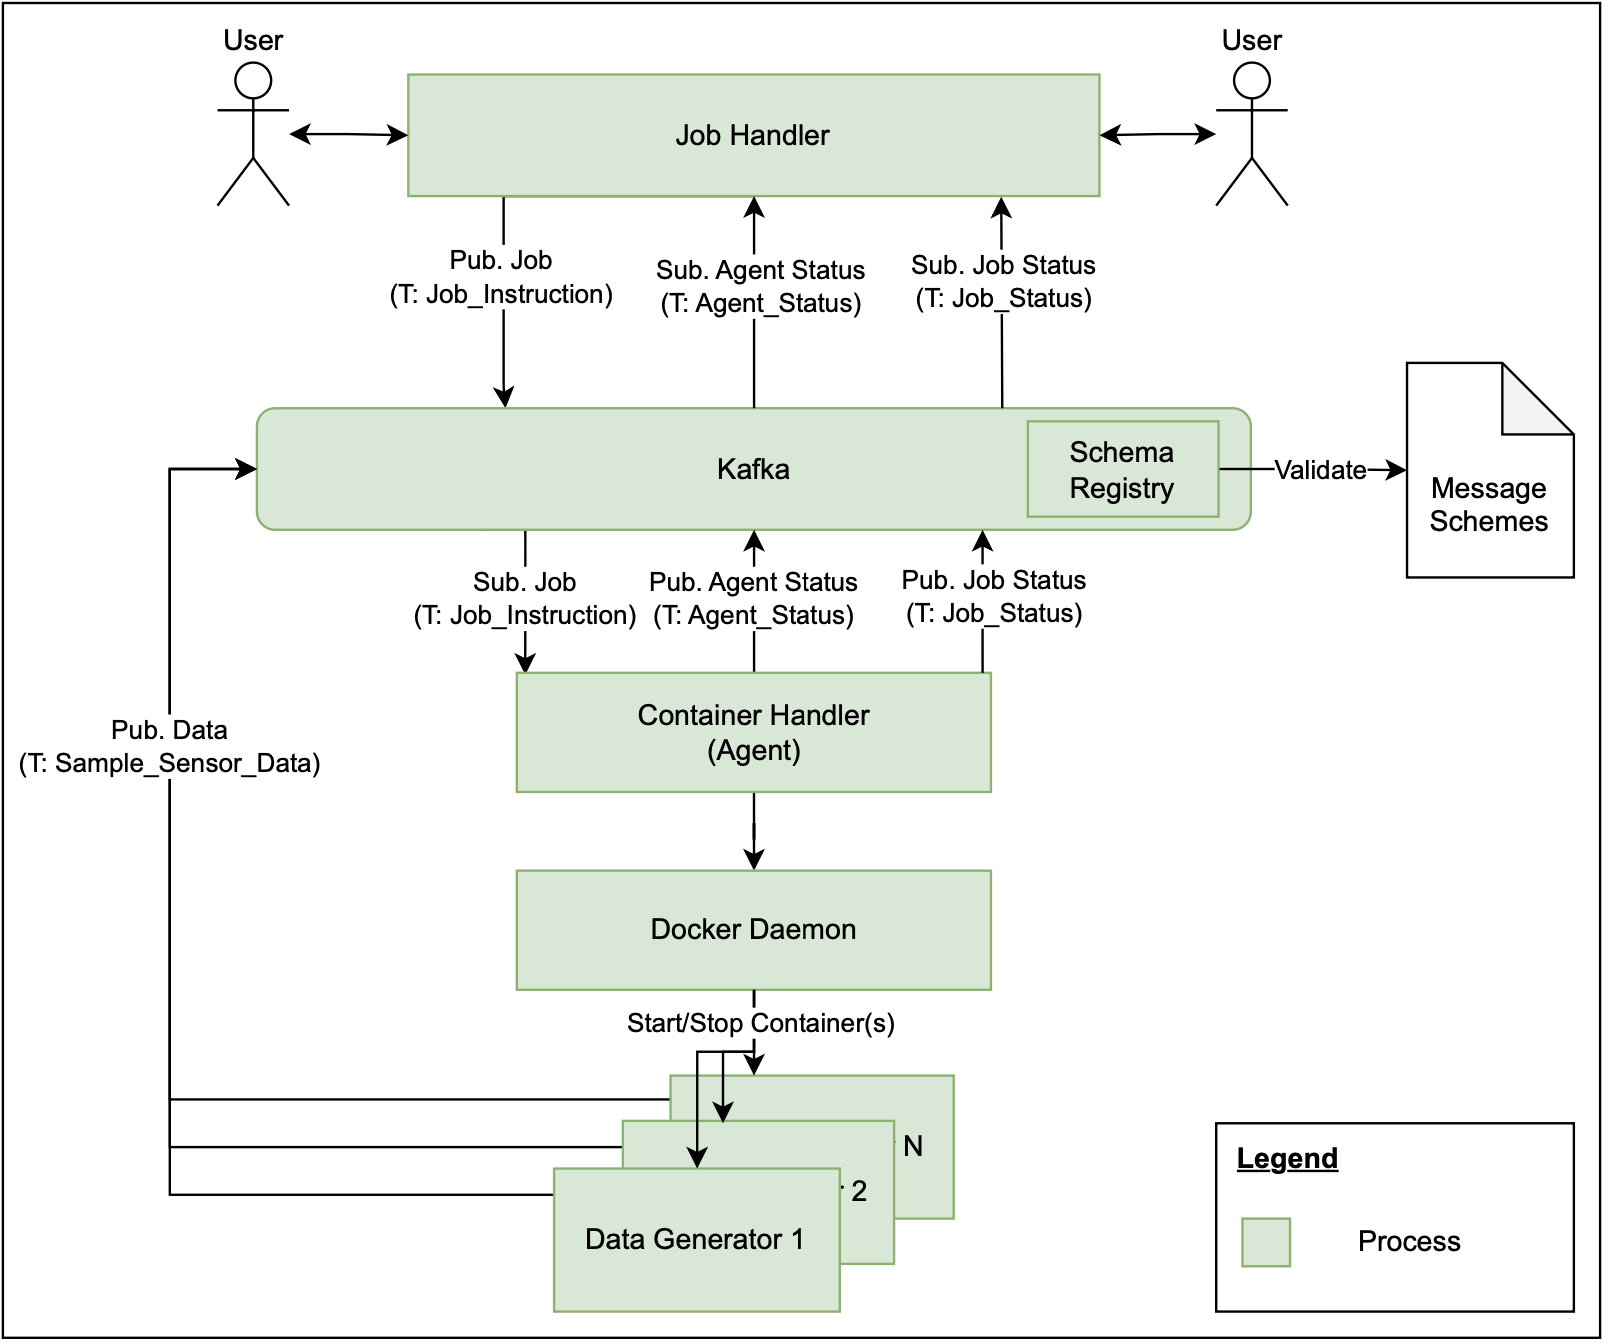 User
User
Job Handler
Pub. Job
(T: Job_Instruction)
Sub. Agent Status
(T: Agent_Status)
Sub. Job Status
(T: Job_Status)
Kafka
Schema
Registry
Validate
Message
Schemes
Sub. Job
(T: Job_Instruction)
Pub. Agent Status
(T: Agent_Status)
Pub. Job Status
(T: Job_Status)
Pub. Data
(T: Sample_Sensor_Data)
Container Handler
(Agent)
Docker Daemon
Start/Stop Container(s)
N
2
Data Generator 1
Legend
Process